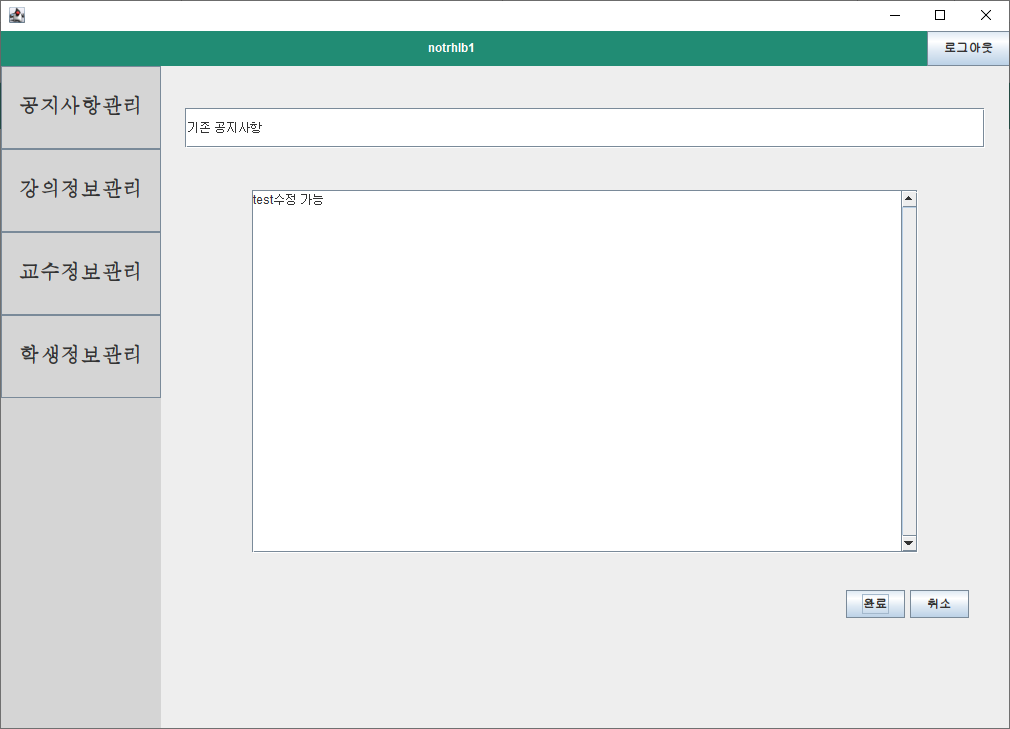 notrhlb1
로그아웃
공지사항관리
강의정보관리
교수정보관리
학생정보관리
기존 공지사항
test수정 가능
완료
취소